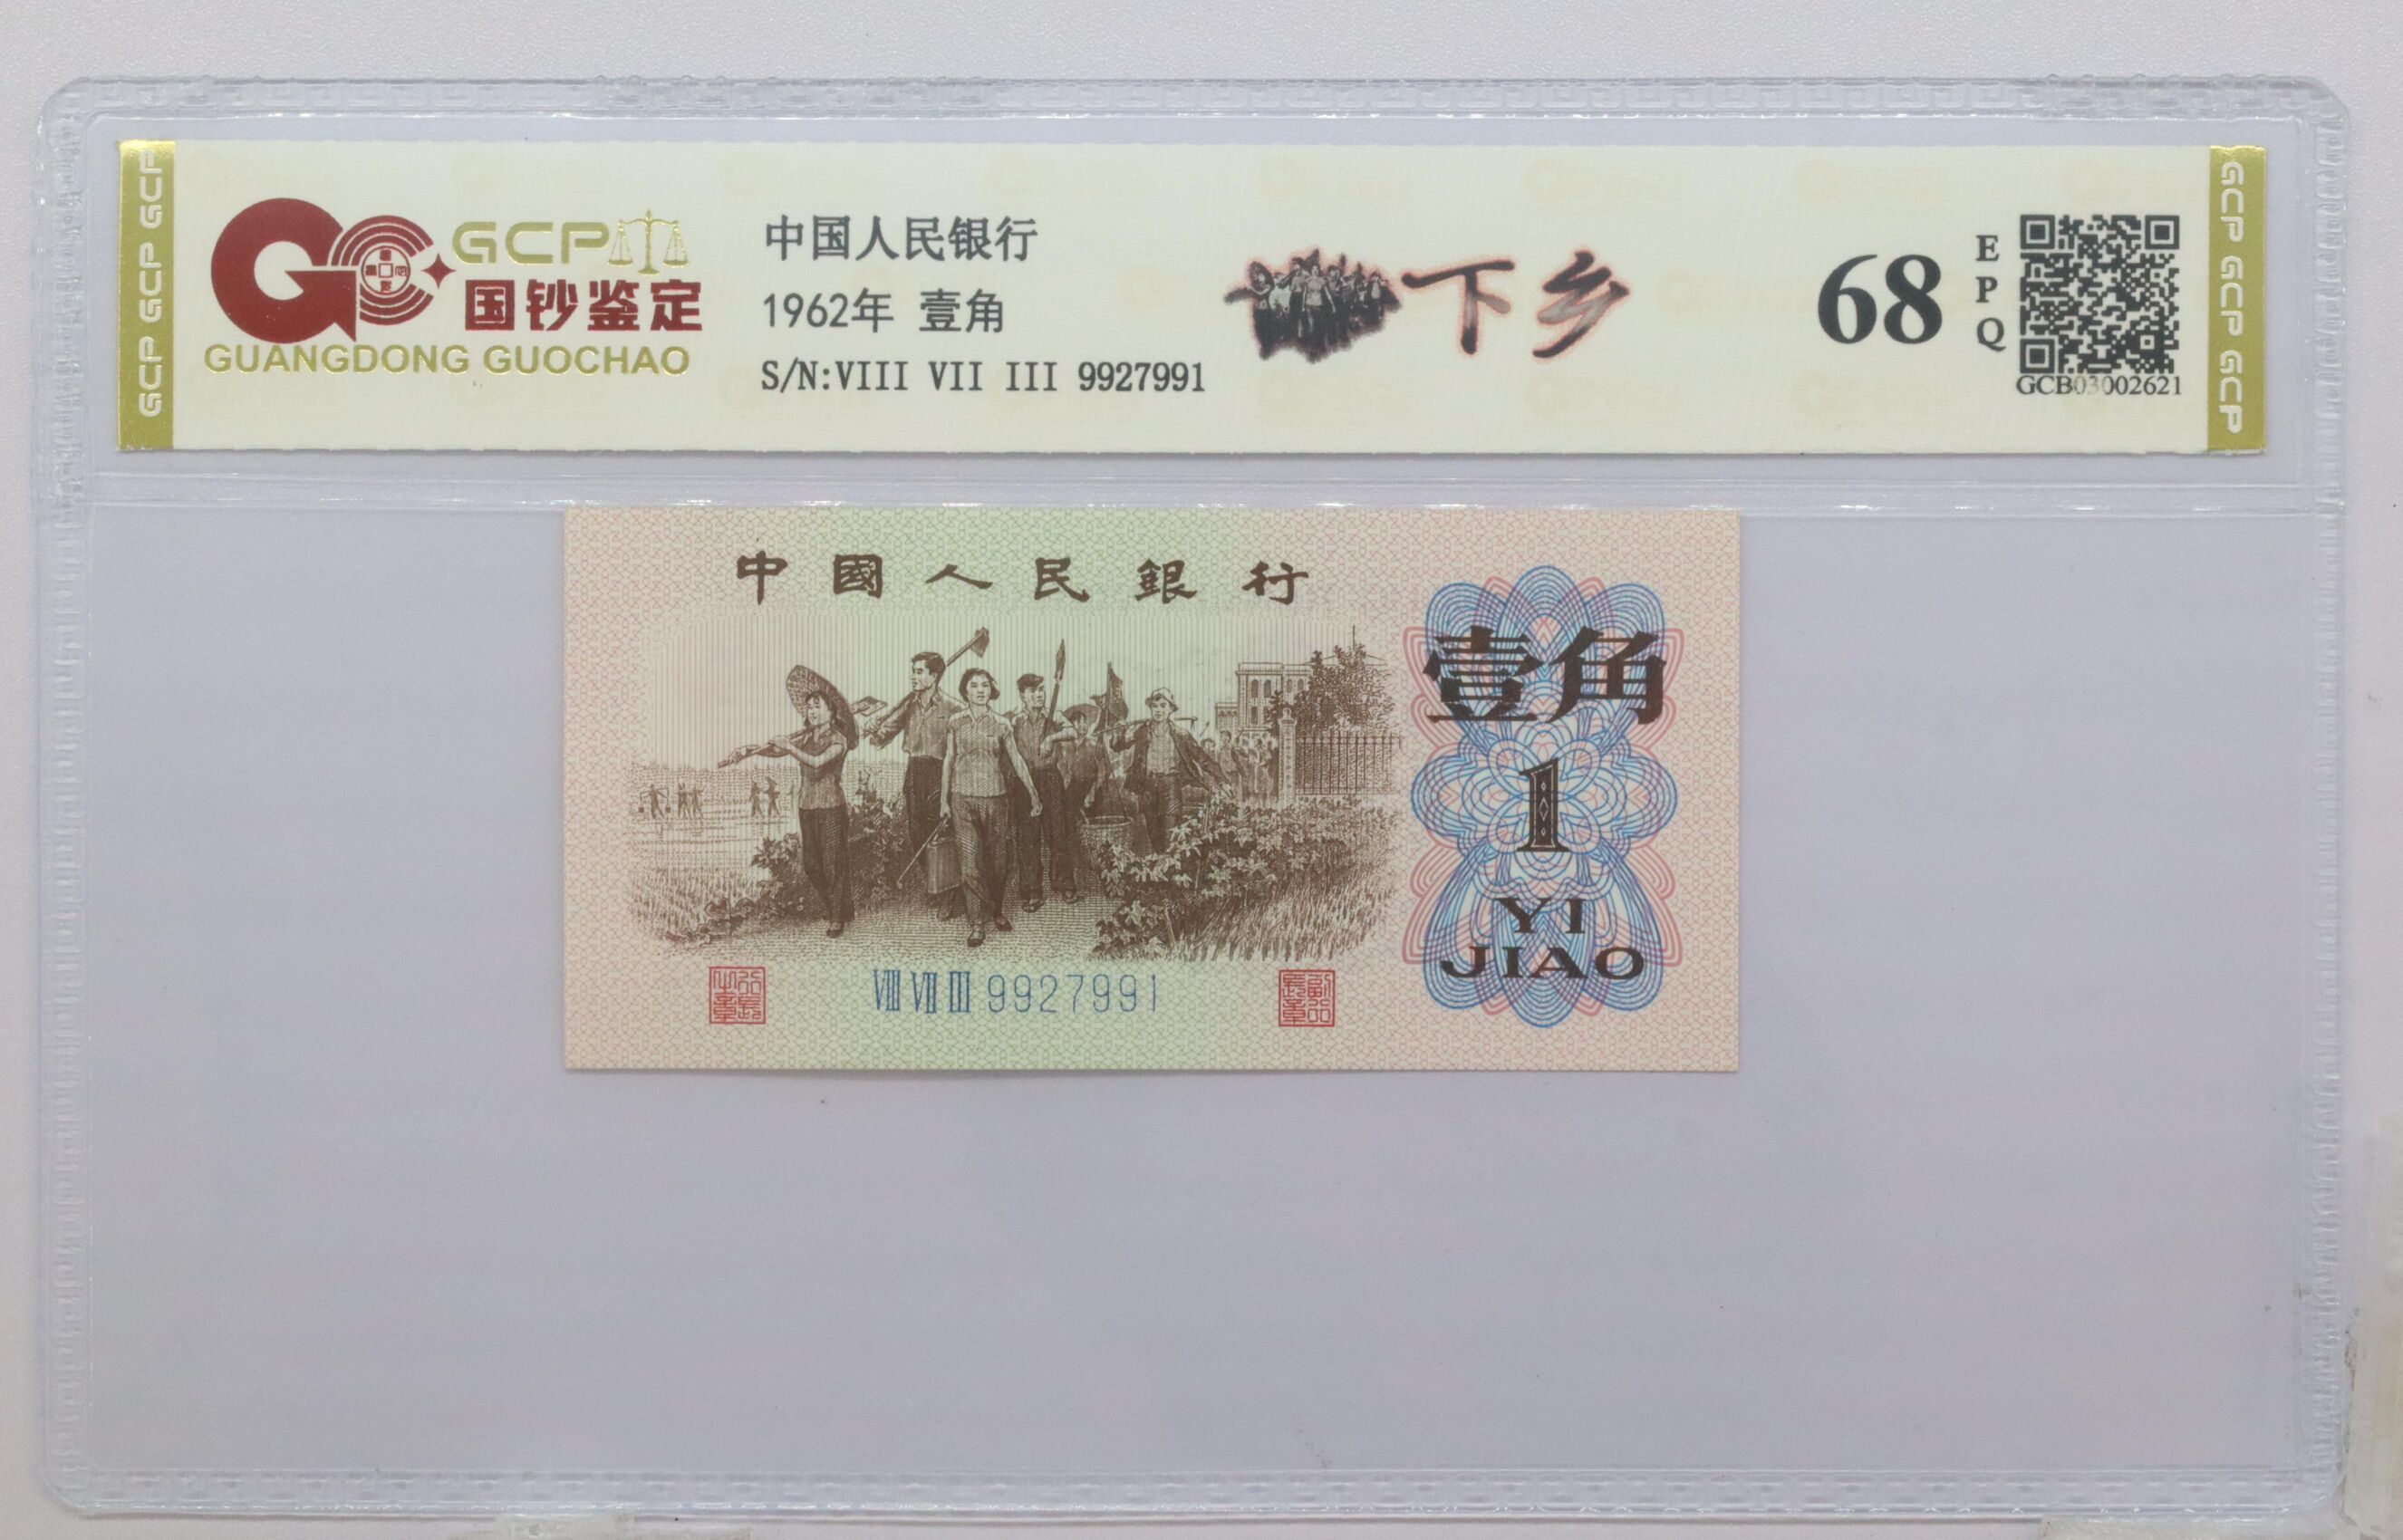 GCP GCP GCP
GCP
国钞鉴定
GUANGDONG GUOCHAO
中国人民银行
1962年 壹角
S/N:VIII VII III 9927991
下乡
68
EPQ
GCB03002621
GCP GCP GCP
中國人民銀行
壹角
1
YI
JIAO
VIII VII III 9927991